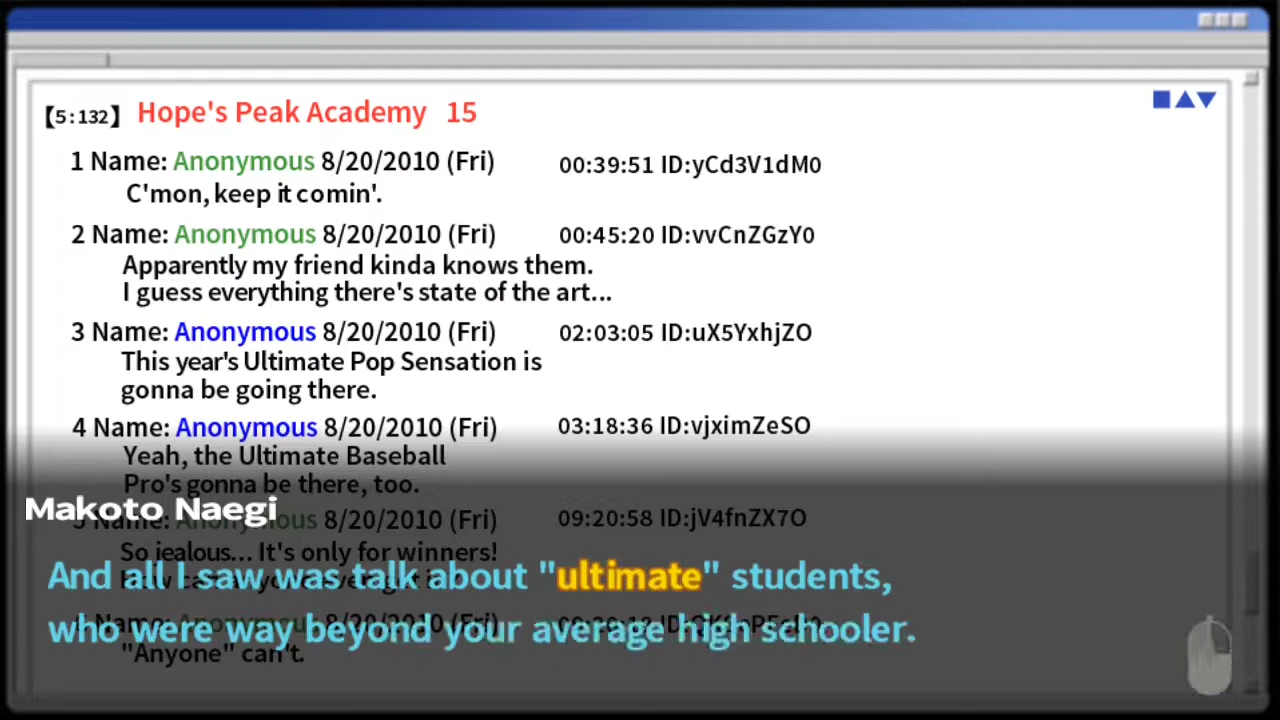 【5:132】 Hope's Peak Academy 15
1 Name: Anonymous 8/20/2010 (Fri) 00:39:51 ID:yCd3V1dM0
C'mon, keep it comin'.
2 Name: Anonymous 8/20/2010 (Fri) 00:45:20 ID:vvCnZGzY0
Apparently my friend kinda knows them.
I guess everything there's state of the art...
3 Name: Anonymous 8/20/2010 (Fri) 02:03:05 ID:uX5YxhjZO
This year's Ultimate Pop Sensation is
gonna be going there.
4 Name: Anonymous 8/20/2010 (Fri) 03:18:36 ID:vjximZeSO
Yeah, the Ultimate Baseball
Pro's gonna be there, too.
Makoto Naegi
5 Name: Anonymous 8/20/2010 (Fri) 09:20:58 ID:jV4fnZX7O
So jealous... It's only for winners!
And all I saw was talk about "ultimate" students,
who were way beyond your average high schooler.
"Anyone" can't.